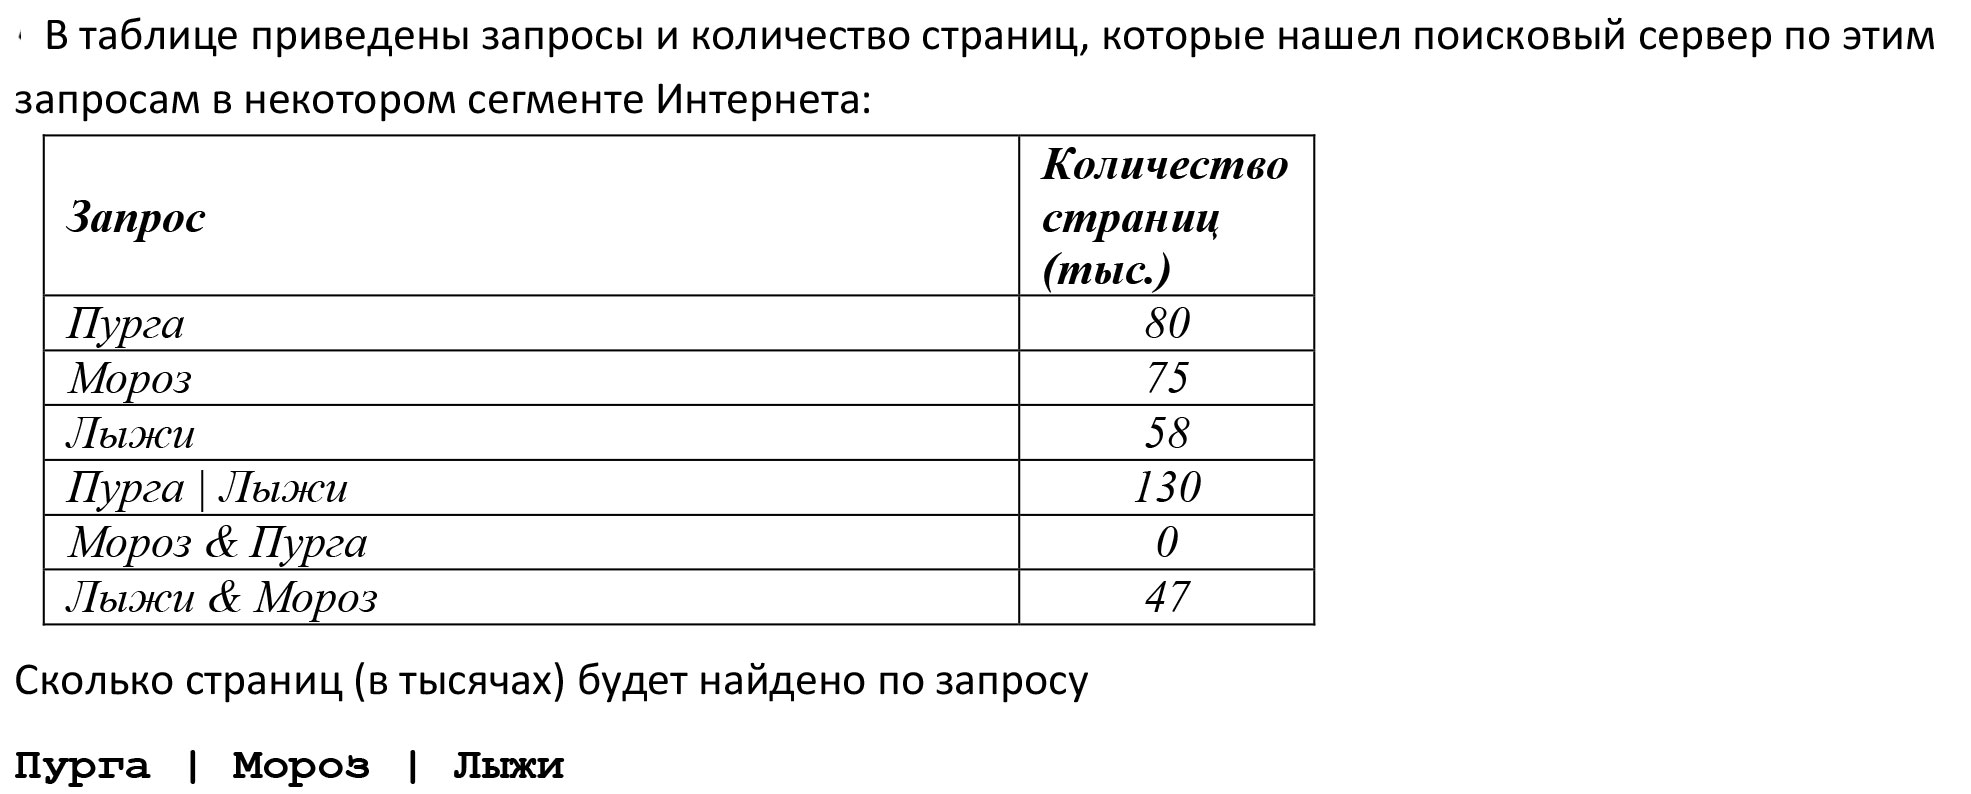 В таблице приведены запросы и количество страниц, которые нашел поисковый сервер по этим
запросам в некотором сегменте Интернета:
Запрос
Количество
страниц
(тыс.)
Пурга 80
Мороз 75
Лыжи 58
Пурга | Лыжи 130
Мороз & Пурга 0
Лыжи & Мороз 47
Сколько страниц (в тысячах) будет найдено по запросу
Пурга | Мороз | Лыжи